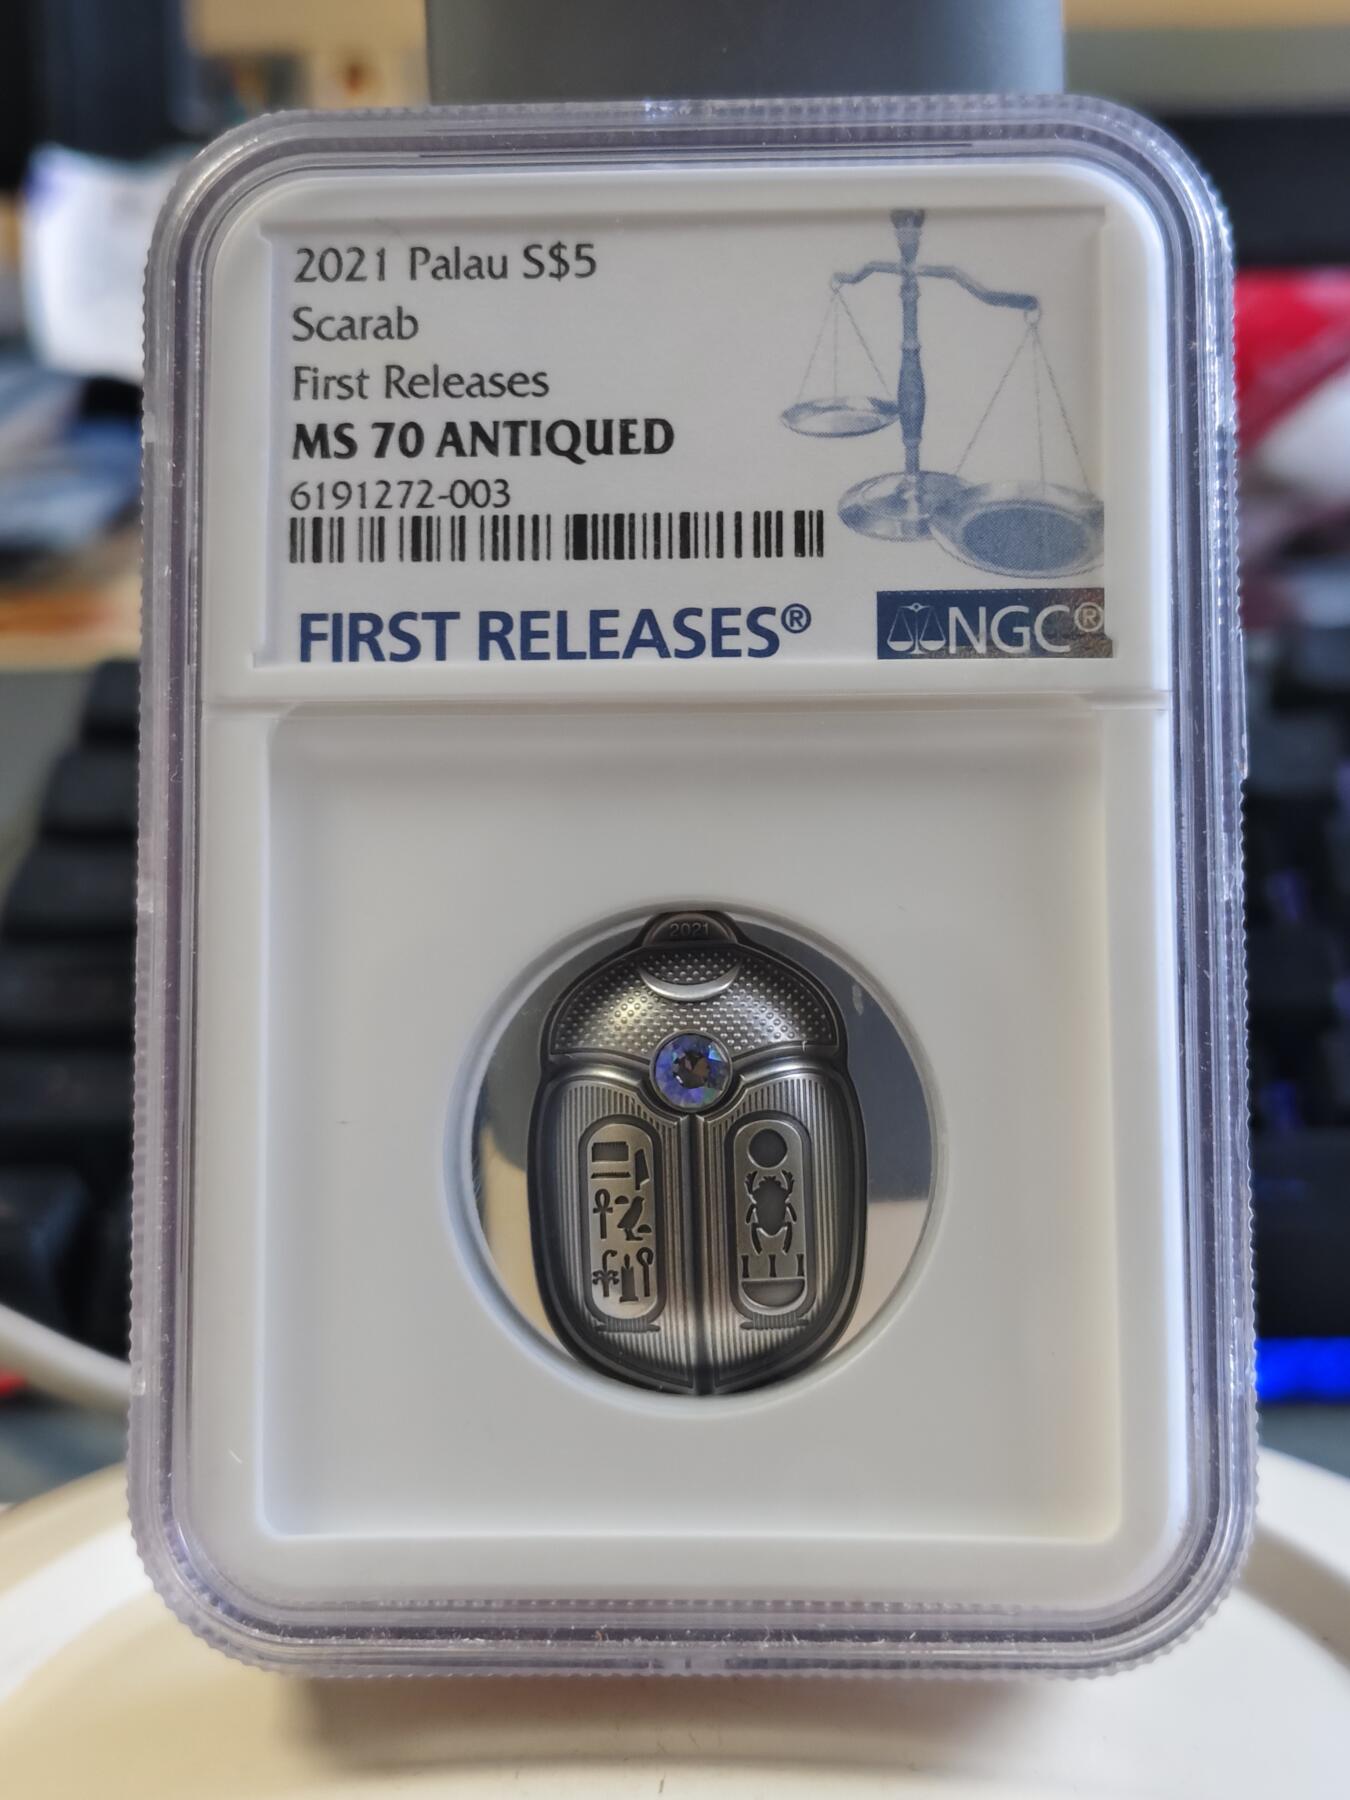 2021 Palau S$5
Scarab
First Releases
MS 70 ANTIQUED
6191272-003
FIRST RELEASES®
NGC®
2021